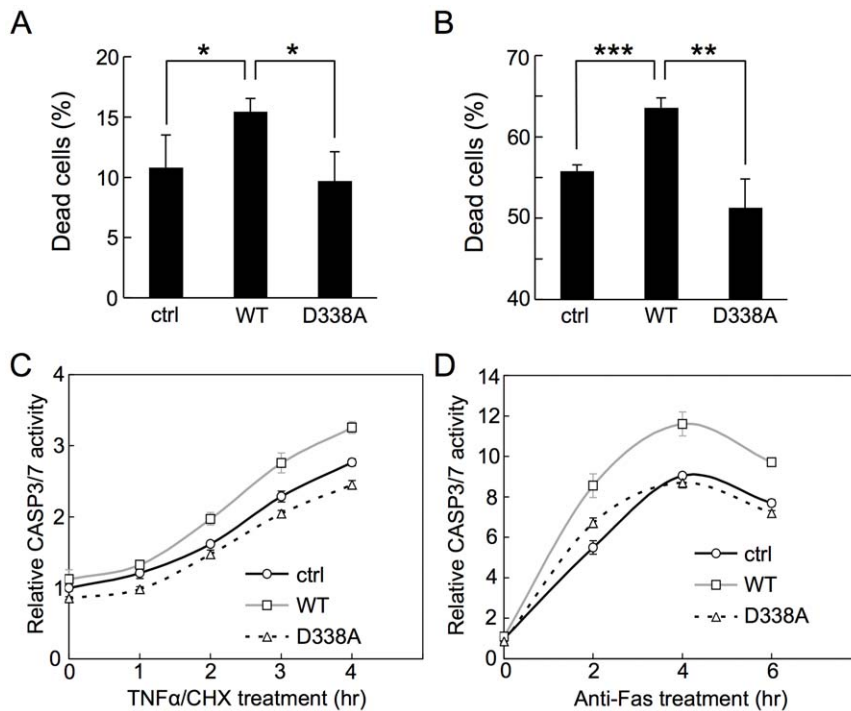 A
Dead cells (%)
20
15
10
5
0
*
*
ctrl
WT
D338A
B
Dead cells (%)
70
60
50
40
***
**
ctrl
WT
D338A
C
Relative CASP3/7 activity
4
3
2
1
0
ctrl
WT
D338A
0 1 2 3 4
TNFα/CHX treatment (hr)
D
Relative CASP3/7 activity
14
12
10
8
6
4
2
0
ctrl
WT
D338A
0 2 4 6
Anti-Fas treatment (hr)